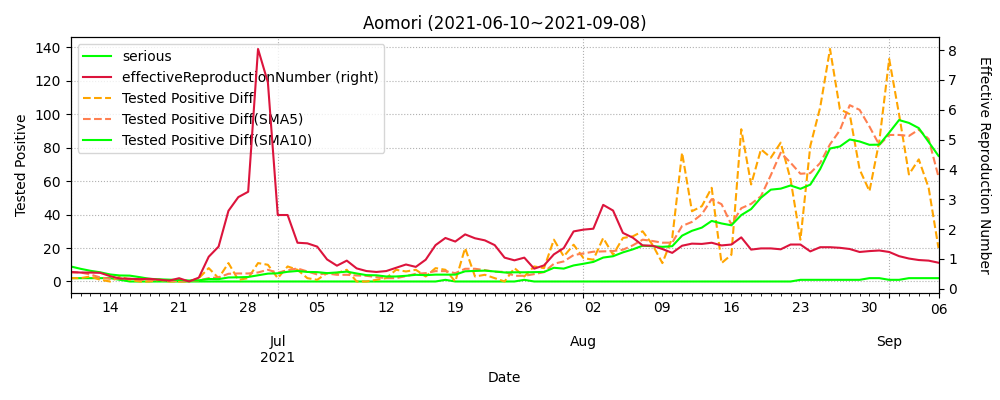 Aomori (2021-06-10~2021-09-08)
serious
effectiveReproductionNumber (right)
Tested Positive Diff
Tested Positive Diff(SMA5)
Tested Positive Diff(SMA10)
Tested Positive
140
120
100
80
60
40
20
0
8
7
6
5
4
3
2
1
0
Effective Reproduction Number
14 21 28 05 12 19 26 02 09 16 23 30 06
Jul Aug Sep
2021
Date